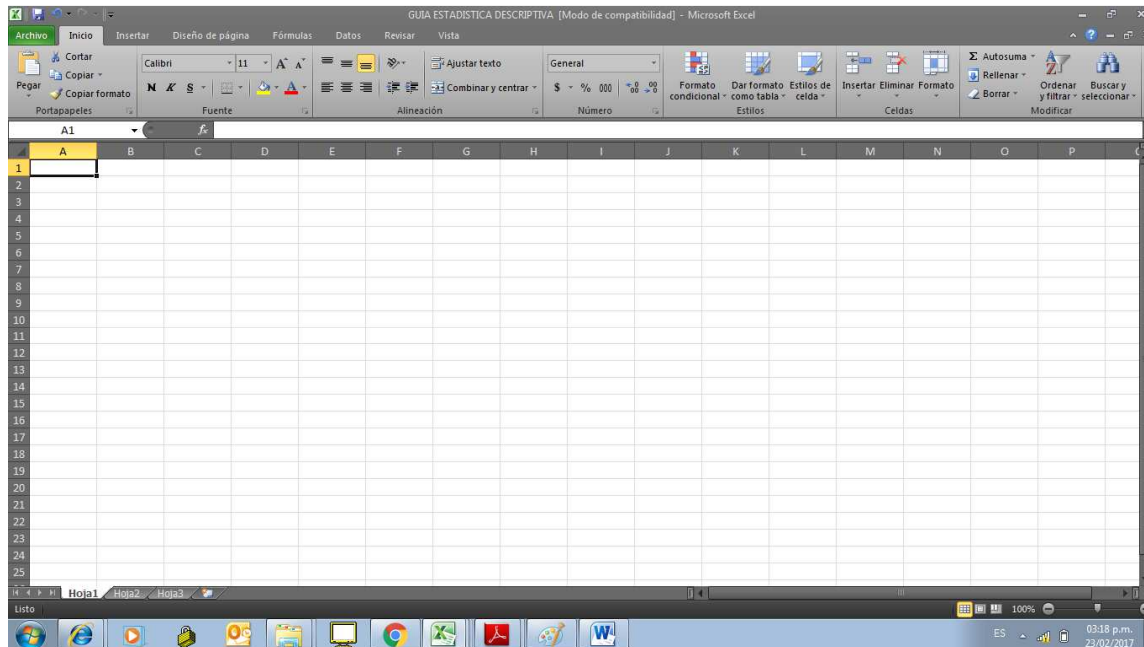 GUIA ESTADISTICA DESCRIPTIVA [Modo de compatibilidad] - Microsoft Excel
Archivo Inicio Insertar Diseño de página Fórmulas Datos Revisar Vista
Pegar
Cortar
Copiar
Copiar formato
Portapapeles
Calibri 11
N K S
Fuente
Ajustar texto
Combinar y centrar
Alineación
General
$ % 000
Número
Formato condicional
Dar formato como tabla
Estilos de celda
Estilos
Insertar Eliminar Formato
Celdas
Σ Autosuma
Rellenar
Borrar
Ordenar y filtrar
Buscar y seleccionar
Modificar
A1 fx
A B C D E F G H I J K L M N O P
1
2
3
4
5
6
7
8
9
10
11
12
13
14
15
16
17
18
19
20
21
22
23
24
25
Hoja1 Hoja2 Hoja3
Listo 100%
ES 03:18 p.m.
23/02/2017